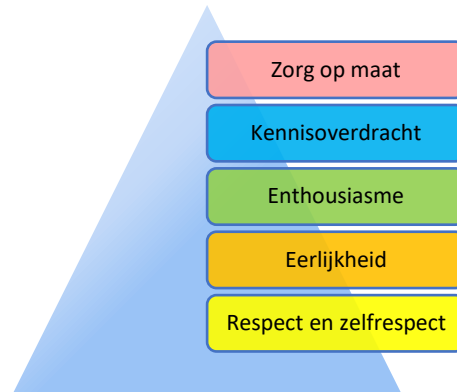 Zorg op maat
Kennisoverdracht
Enthousiasme
Eerlijkheid
Respect en zelfrespect